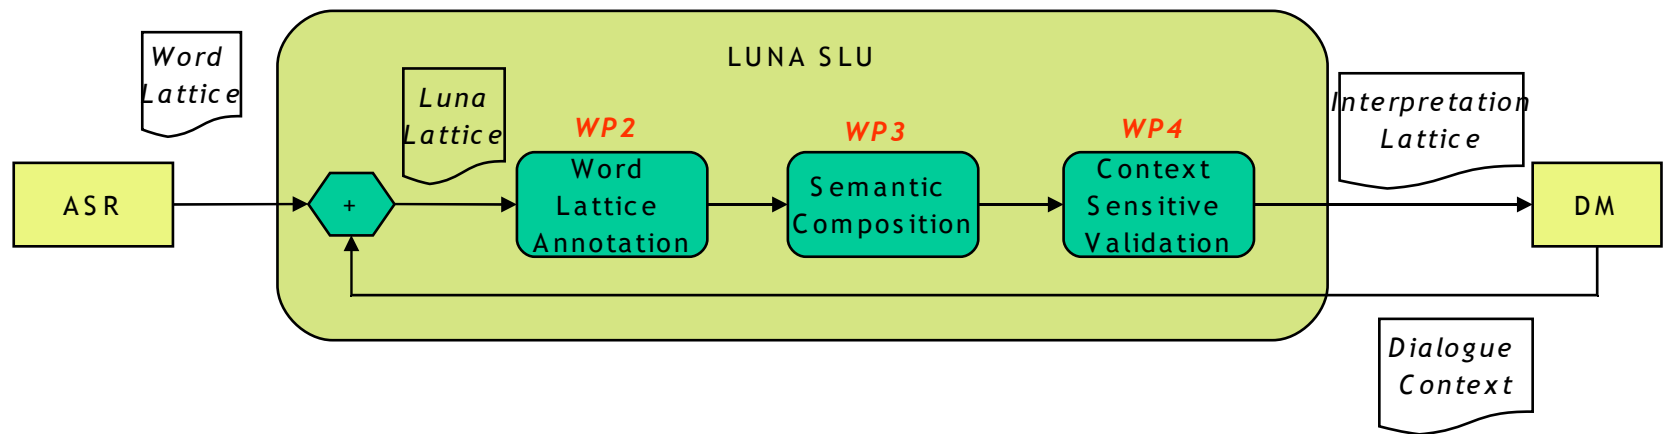 LUNA SLU
Word
Lattice
Luna
Lattice
Interpretation
Lattice
WP2
WP3
WP4
ASR
+
Word
Lattice
Annotation
Semantic
Composition
Context
Sensitive
Validation
DM
Dialogue
Context